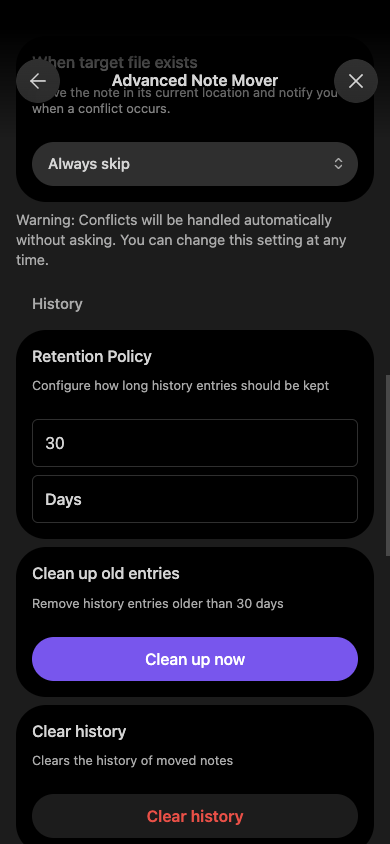 When target file exists
Advanced Note Mover
the note in its current location and notify you
when a conflict occurs.
Always skip
Warning: Conflicts will be handled automatically
without asking. You can change this setting at any
time.
History
Retention Policy
Configure how long history entries should be kept
30
Days
Clean up old entries
Remove history entries older than 30 days
Clean up now
Clear history
Clears the history of moved notes
Clear history